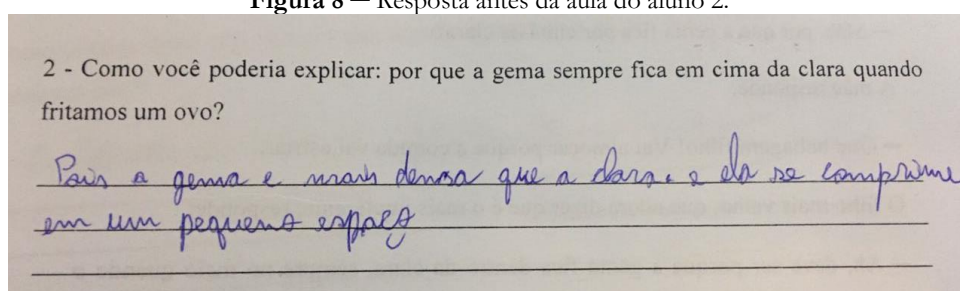 Figura 8 — Resposta antes da aula do aluno 2.
2 - Como você poderia explicar: por que a gema sempre fica em cima da clara quando
fritamos um ovo?
Pois a gema e mais densa que a clara. e ela se comprime
em um pequeno espaço